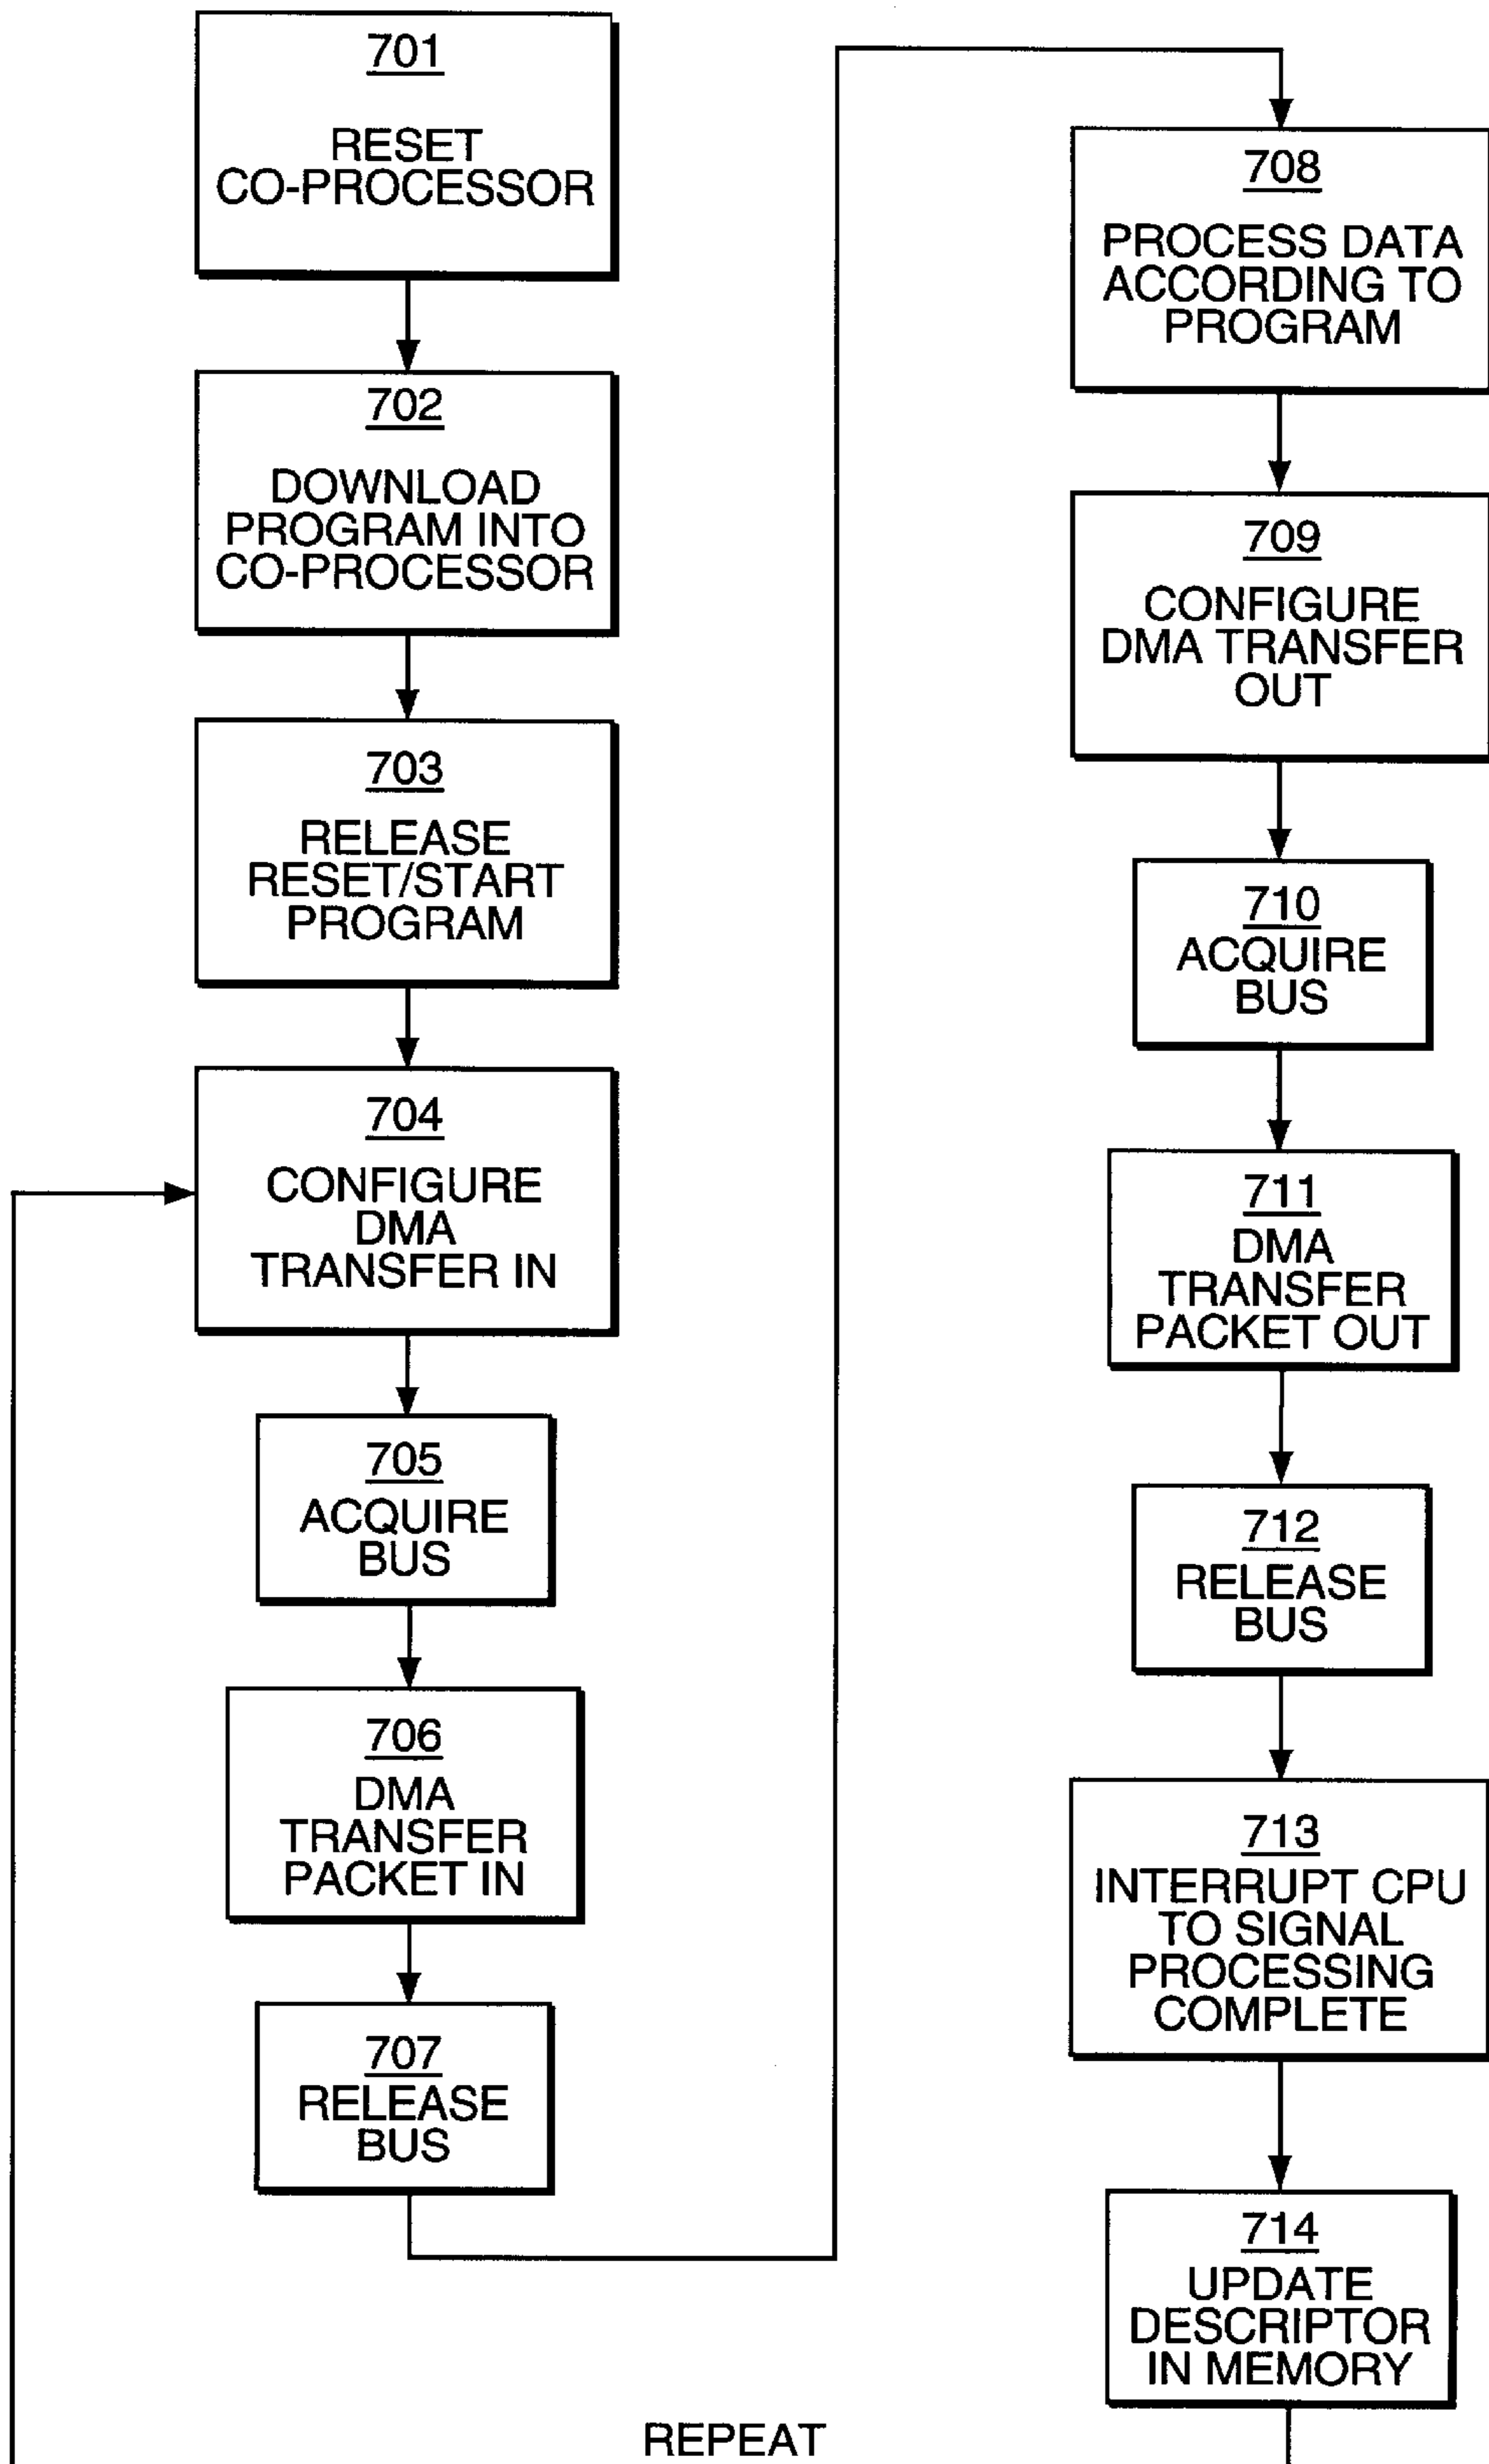 701
RESET
CO-PROCESSOR
702
DOWNLOAD
PROGRAM INTO
CO-PROCESSOR
703
RELEASE
RESET/START
PROGRAM
704
CONFIGURE
DMA
TRANSFER IN
705
ACQUIRE
BUS
706
DMA
TRANSFER
PACKET IN
707
RELEASE
BUS
708
PROCESS DATA
ACCORDING TO
PROGRAM
709
CONFIGURE
DMA TRANSFER
OUT
710
ACQUIRE
BUS
711
DMA
TRANSFER
PACKET OUT
712
RELEASE
BUS
713
INTERRUPT CPU
TO SIGNAL
PROCESSING
COMPLETE
714
UPDATE
DESCRIPTOR
IN MEMORY
REPEAT